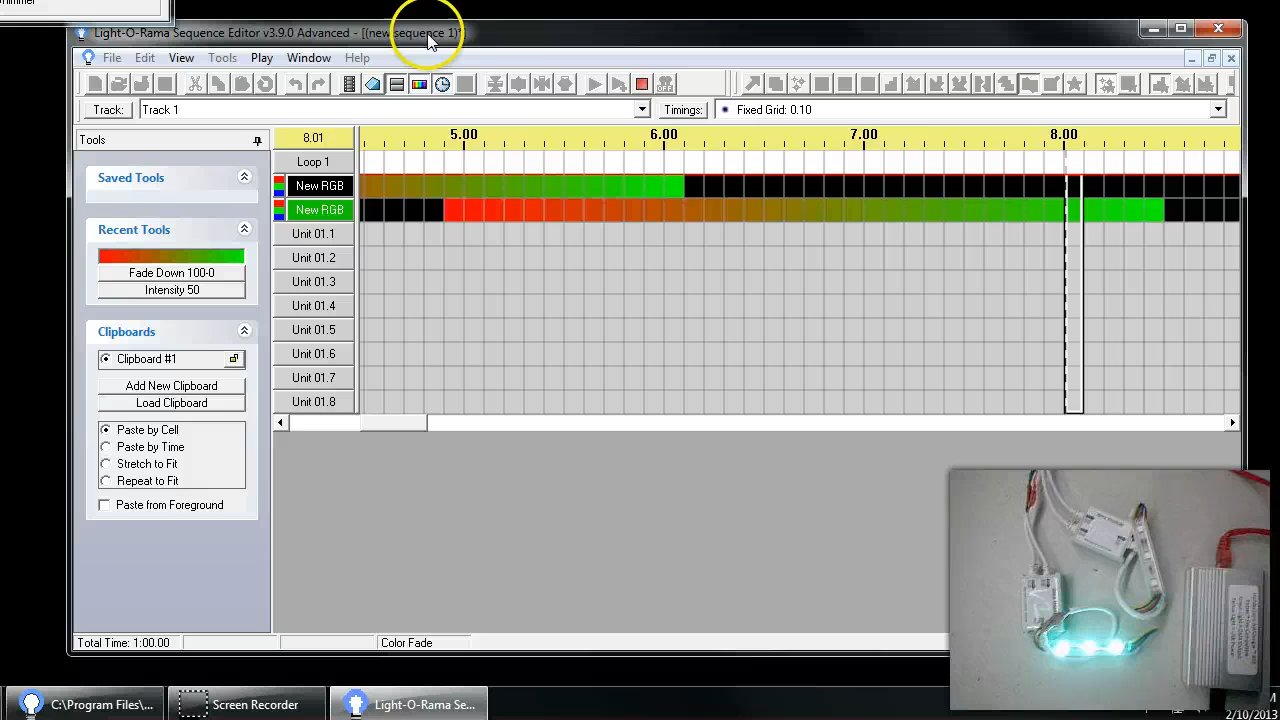 Light-O-Rama Sequence Editor v3.9.0 Advanced - [(new sequence 1)*
File Edit View Tools Play Window Help
OFF
Track: Track 1 Timings: Fixed Grid: 0.10
Tools 8.01 5.00 6.00 7.00 8.00
Loop 1
Saved Tools New RGB
New RGB
Recent Tools Unit 01.1
Unit 01.2
Fade Down 100-0 Unit 01.3
Intensity 50
Unit 01.4
Clipboards Unit 01.5
Clipboard #1 Unit 01.6
Add New Clipboard Unit 01.7
Load Clipboard Unit 01.8
Paste by Cell
Paste by Time
Stretch to Fit
Repeat to Fit
Paste from Foreground
Total Time: 1:00.00 Color Fade
C:\Program Files\... Screen Recorder Light-O-Rama Se...
2/10/2013